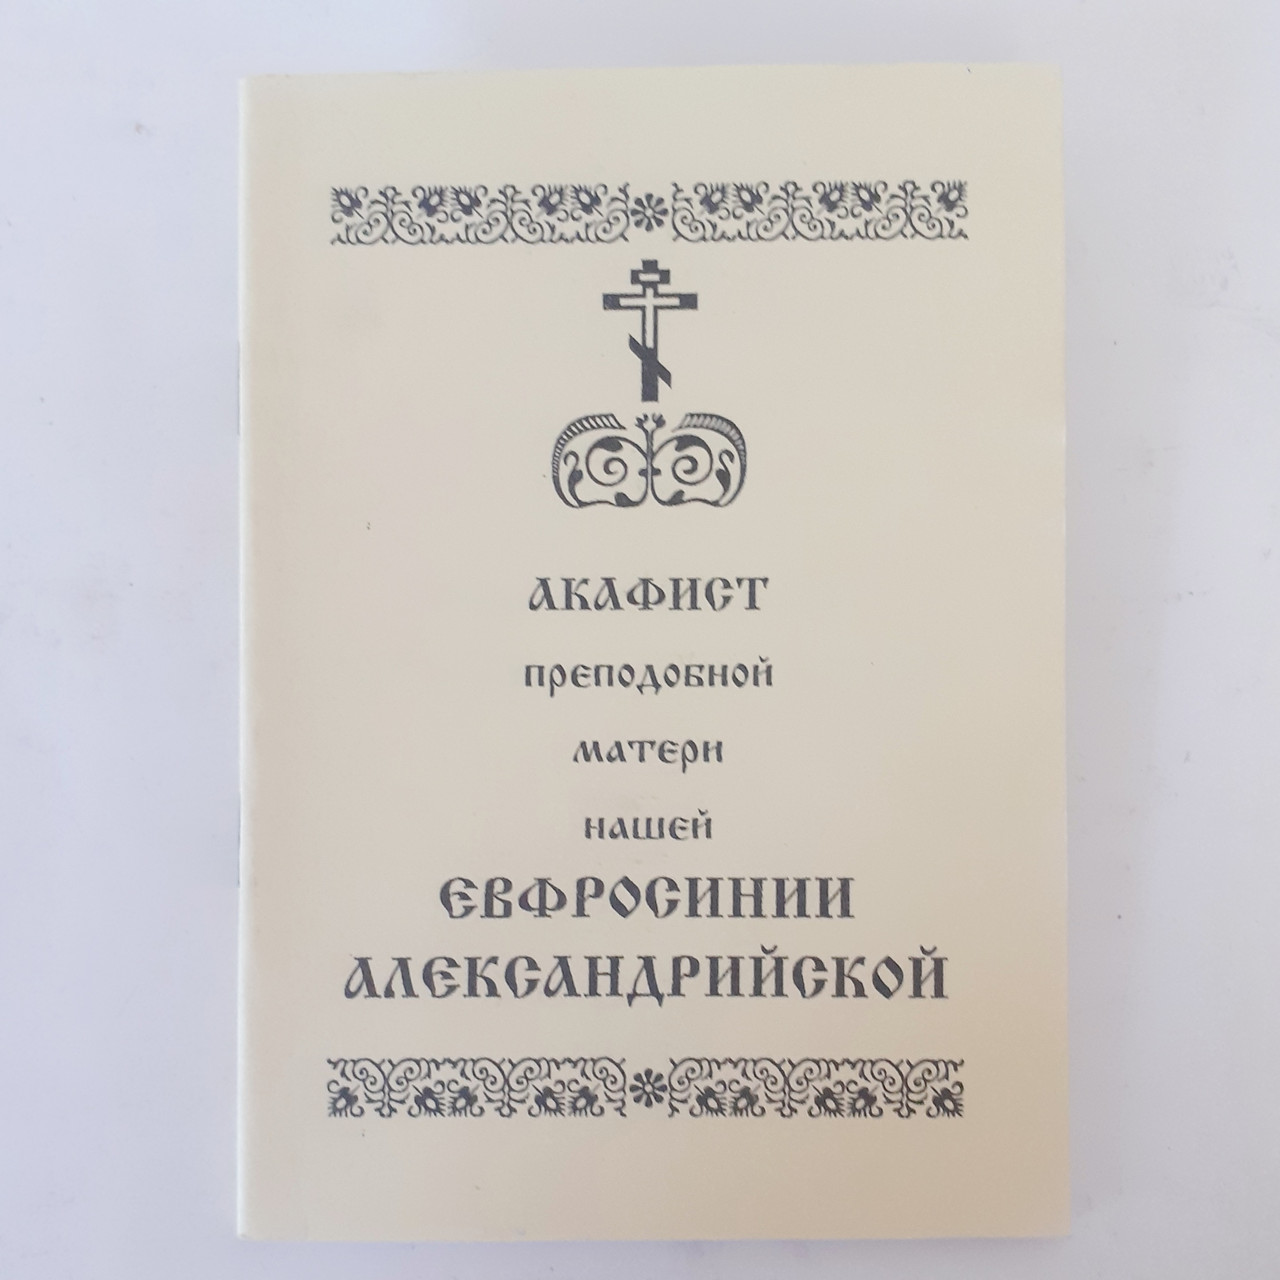 АКАФИСТ
преподобной
матери
нашей
ЕВФРОСИНИИ
АЛЕКСАНДРИЙСКОЙ